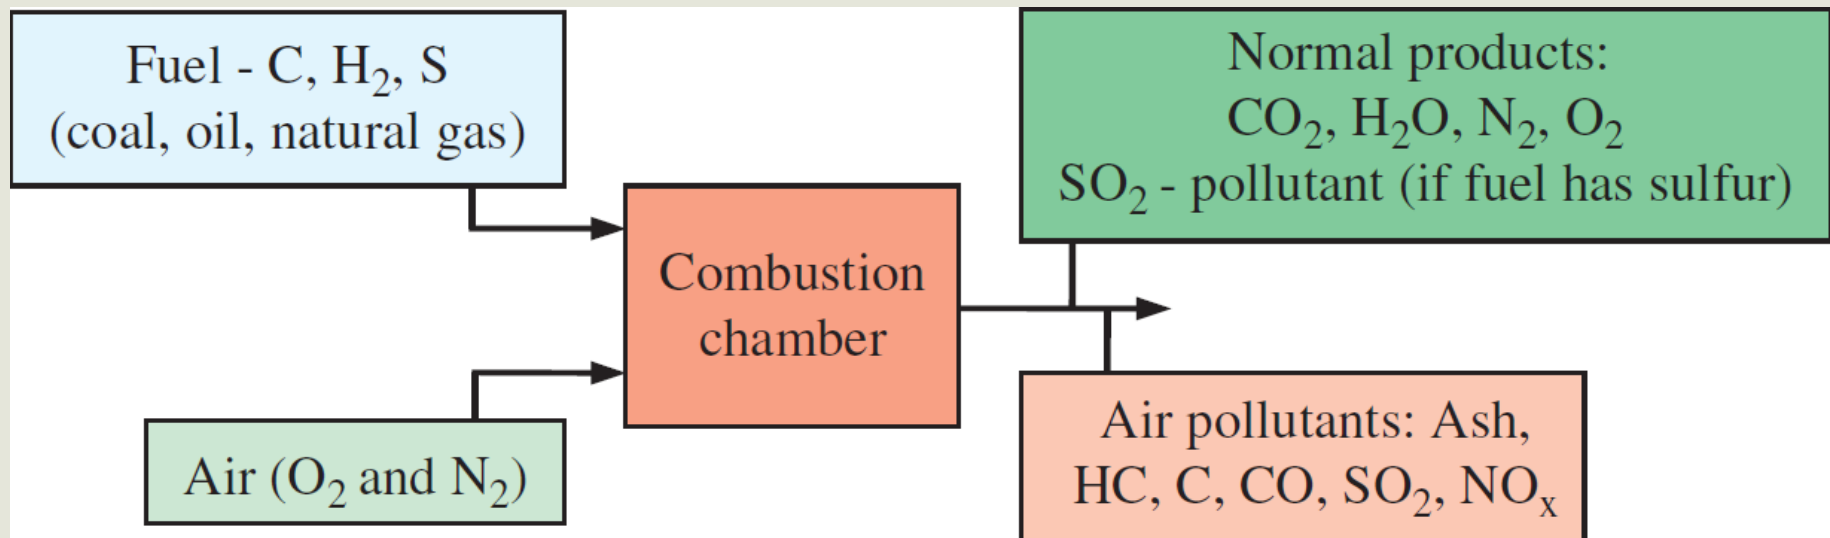 Fuel - C, H₂, S
(coal, oil, natural gas)
Air (O₂ and N₂)
Combustion
chamber
Normal products:
CO₂, H₂O, N₂, O₂
SO₂ - pollutant (if fuel has sulfur)
Air pollutants: Ash,
HC, C, CO, SO₂, NOₓ